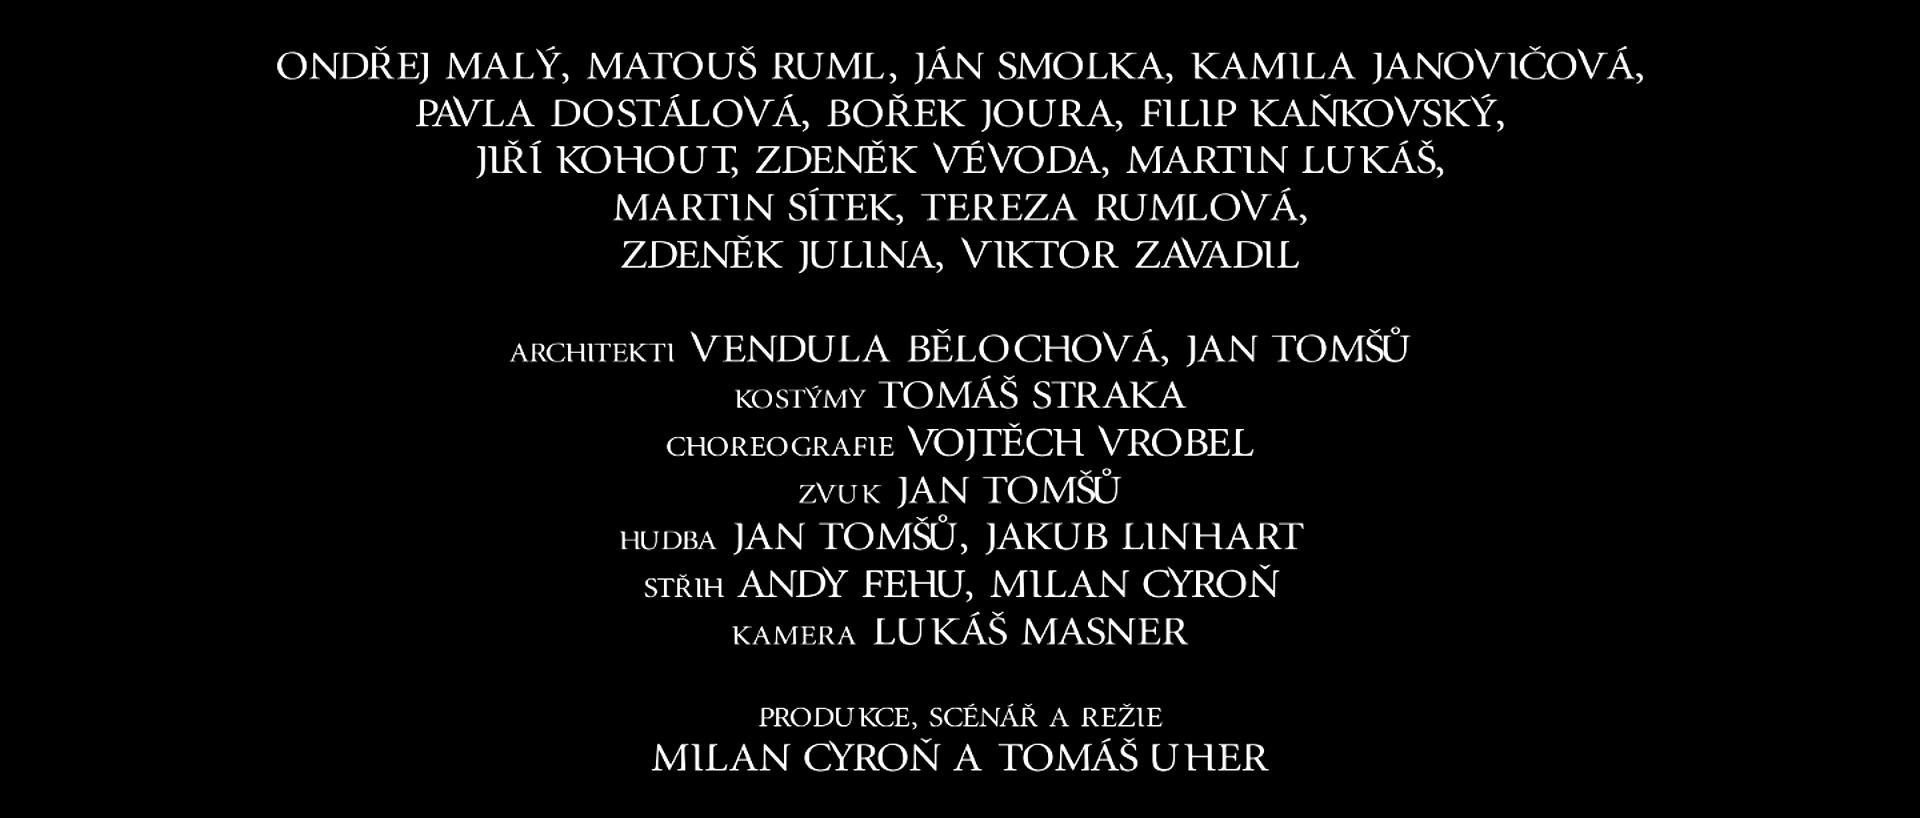 ONDŘEJ MALÝ, MATOUŠ RUML, JÁN SMOLKA, KAMILA JANOVIČOVÁ,
PAVLA DOSTÁLOVÁ, BOŘEK JOURA, FILIP KAŇKOVSKÝ,
JIŘÍ KOHOUT, ZDENĚK VÉVODA, MARTIN LUKÁŠ,
MARTIN SÍTEK, TEREZA RUMLOVÁ,
ZDENĚK JULINA, VIKTOR ZAVADIL
ARCHITEKTI VENDULA BĚLOCHOVÁ, JAN TOMŠŮ
KOSTÝMY TOMÁŠ STRAKA
CHOREOGRAFIE VOJTĚCH VROBEL
ZVUK JAN TOMŠŮ
HUDBA JAN TOMŠŮ, JAKUB LINHART
STŘIH ANDY FEHU, MILAN CYROŇ
KAMERA LUKÁŠ MASNER
PRODUKCE, SCÉNÁŘ A REŽIE
MILAN CYROŇ A TOMÁŠ UHER